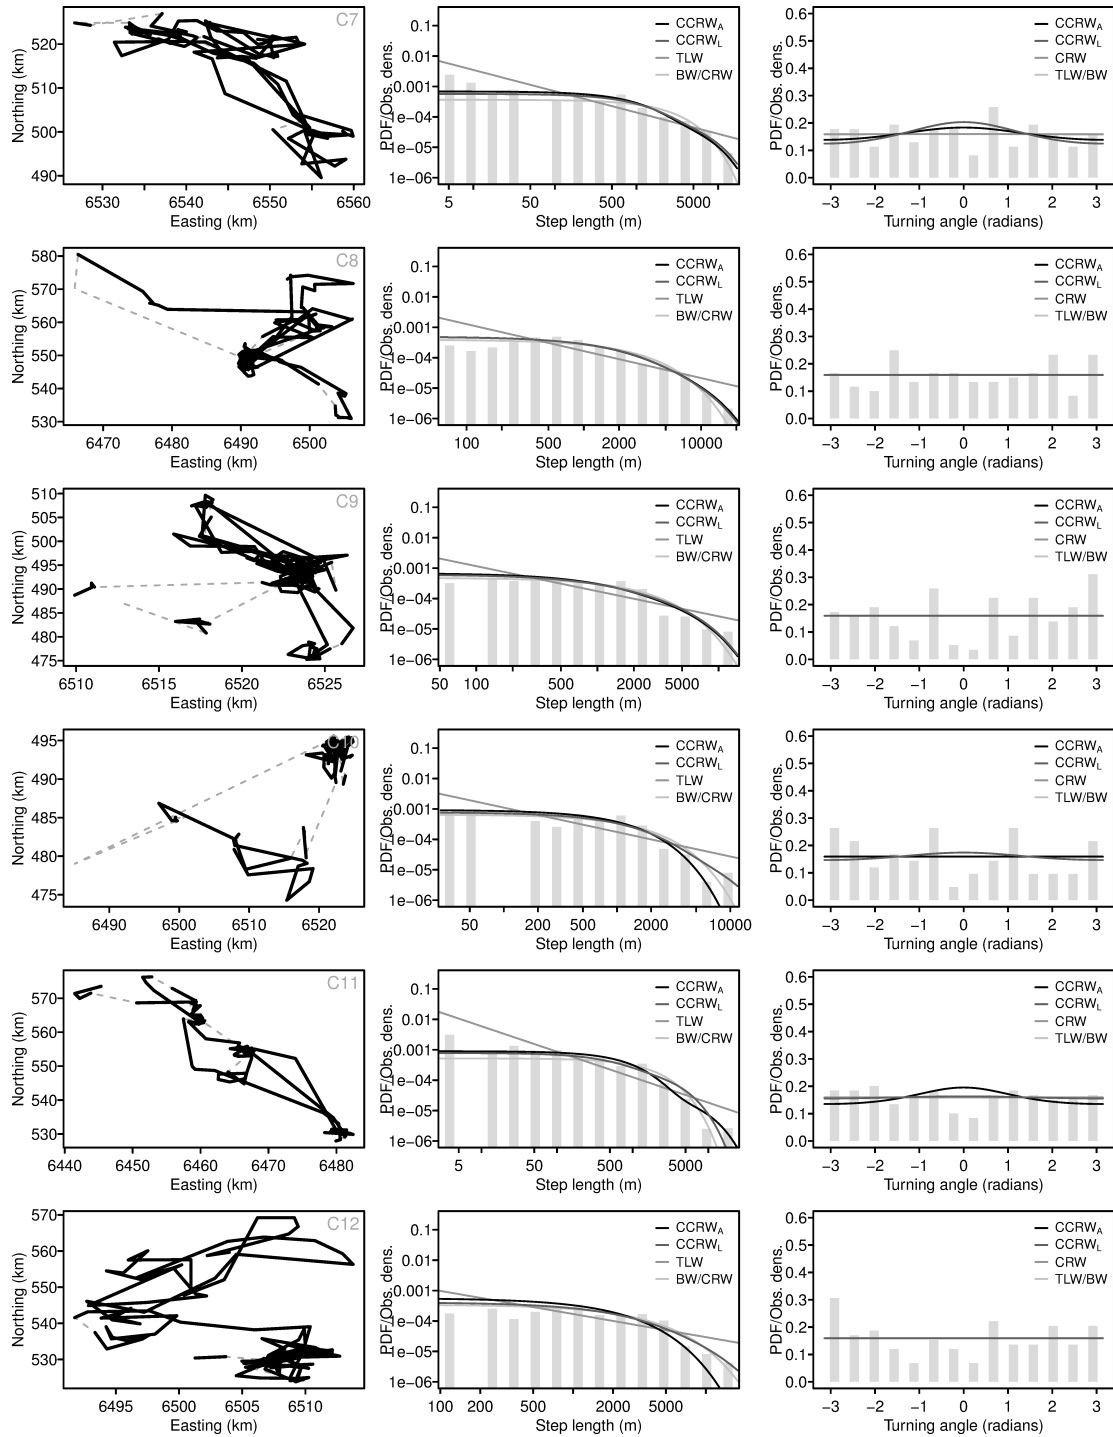 C7
520
510
500
490
6530
6540
6550
6560
Northing (km)
Easting (km)
0.1
0.01
0.001
1e−04
1e−05
1e−06
5
50
500
5000
PDF/Obs. dens.
Step length (m)
CCRWA
CCRWL
TLW
BW/CRW
0.6
0.5
0.4
0.3
0.2
0.1
0.0
−3
−2
−1
0
1
2
3
PDF/Obs. dens.
Turning angle (radians)
CCRWA
CCRWL
CRW
TLW/BW
C8
580
570
560
550
540
530
6470
6480
6490
6500
Northing (km)
Easting (km)
0.1
0.01
0.001
1e−04
1e−05
1e−06
100
500
2000
10000
PDF/Obs. dens.
Step length (m)
CCRWA
CCRWL
TLW
BW/CRW
0.6
0.5
0.4
0.3
0.2
0.1
0.0
−3
−2
−1
0
1
2
3
PDF/Obs. dens.
Turning angle (radians)
CCRWA
CCRWL
CRW
TLW/BW
C9
510
505
500
495
490
485
480
475
6510
6515
6520
6525
Northing (km)
Easting (km)
0.1
0.01
0.001
1e−04
1e−05
1e−06
50
100
500
2000
5000
PDF/Obs. dens.
Step length (m)
CCRWA
CCRWL
TLW
BW/CRW
0.6
0.5
0.4
0.3
0.2
0.1
0.0
−3
−2
−1
0
1
2
3
PDF/Obs. dens.
Turning angle (radians)
CCRWA
CCRWL
CRW
TLW/BW
C10
495
490
485
480
475
6490
6500
6510
6520
Northing (km)
Easting (km)
0.1
0.01
0.001
1e−04
1e−05
1e−06
50
200
500
2000
10000
PDF/Obs. dens.
Step length (m)
CCRWA
CCRWL
TLW
BW/CRW
0.6
0.5
0.4
0.3
0.2
0.1
0.0
−3
−2
−1
0
1
2
3
PDF/Obs. dens.
Turning angle (radians)
CCRWA
CCRWL
CRW
TLW/BW
C11
570
560
550
540
530
6440
6450
6460
6470
6480
Northing (km)
Easting (km)
0.1
0.01
0.001
1e−04
1e−05
1e−06
5
50
500
5000
PDF/Obs. dens.
Step length (m)
CCRWA
CCRWL
TLW
BW/CRW
0.6
0.5
0.4
0.3
0.2
0.1
0.0
−3
−2
−1
0
1
2
3
PDF/Obs. dens.
Turning angle (radians)
CCRWA
CCRWL
CRW
TLW/BW
C12
570
560
550
540
530
6495
6500
6505
6510
Northing (km)
Easting (km)
0.1
0.01
0.001
1e−04
1e−05
1e−06
100
200
500
1000
5000
PDF/Obs. dens.
Step length (m)
CCRWA
CCRWL
TLW
BW/CRW
0.6
0.5
0.4
0.3
0.2
0.1
0.0
−3
−2
−1
0
1
2
3
PDF/Obs. dens.
Turning angle (radians)
CCRWA
CCRWL
CRW
TLW/BW